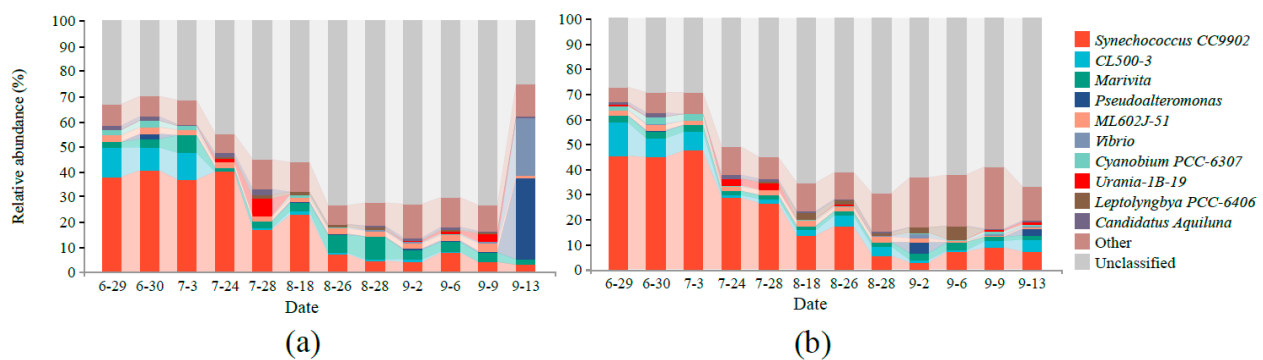 Relative abundance (%)
100
90
80
70
60
50
40
30
20
10
0
6-29 6-30 7-3 7-24 7-28 8-18 8-26 8-28 9-2 9-6 9-9 9-13
Date
(a)
100
90
80
70
60
50
40
30
20
10
0
6-29 6-30 7-3 7-24 7-28 8-18 8-26 8-28 9-2 9-6 9-9 9-13
Date
(b)
Synechococcus CC9902
CL500-3
Marivita
Pseudoalteromonas
ML602J-51
Vibrio
Cyanobium PCC-6307
Urania-1B-19
Leptolyngbya PCC-6406
Candidatus Aquiluna
Other
Unclassified